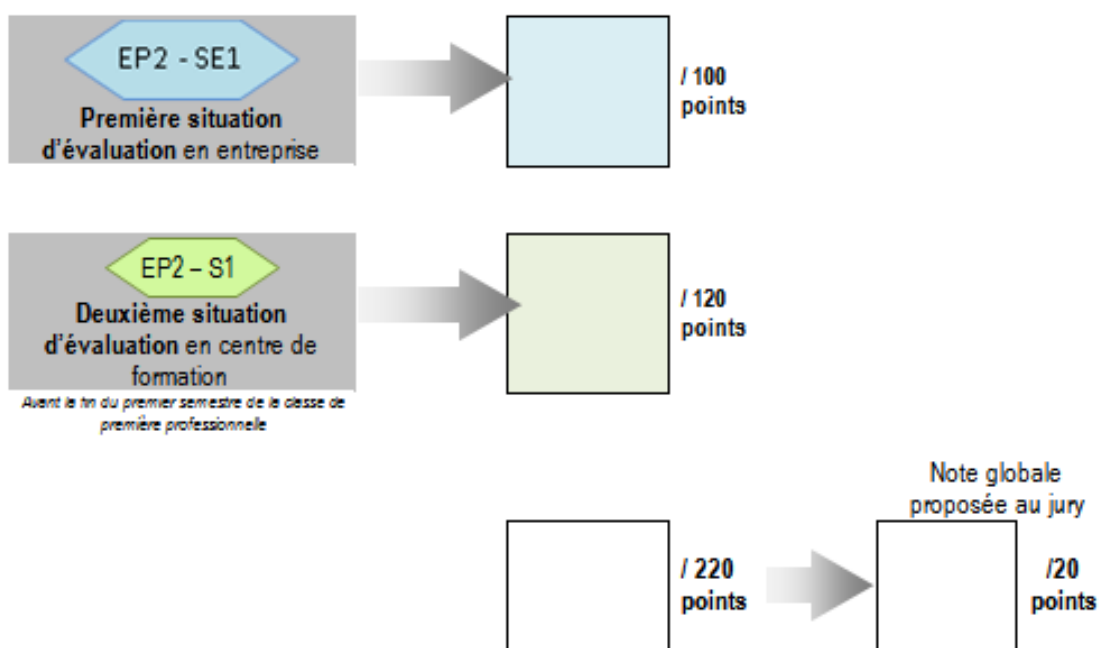 EP2 - SE1
Première situation
d'évaluation en entreprise
/ 100
points
EP2 – S1
Deuxième situation
d'évaluation en centre de
formation
Avant la fin du premier semestre de la classe de
première professionnelle
/ 120
points
Note globale
proposée au jury
/ 220
points
/20
points